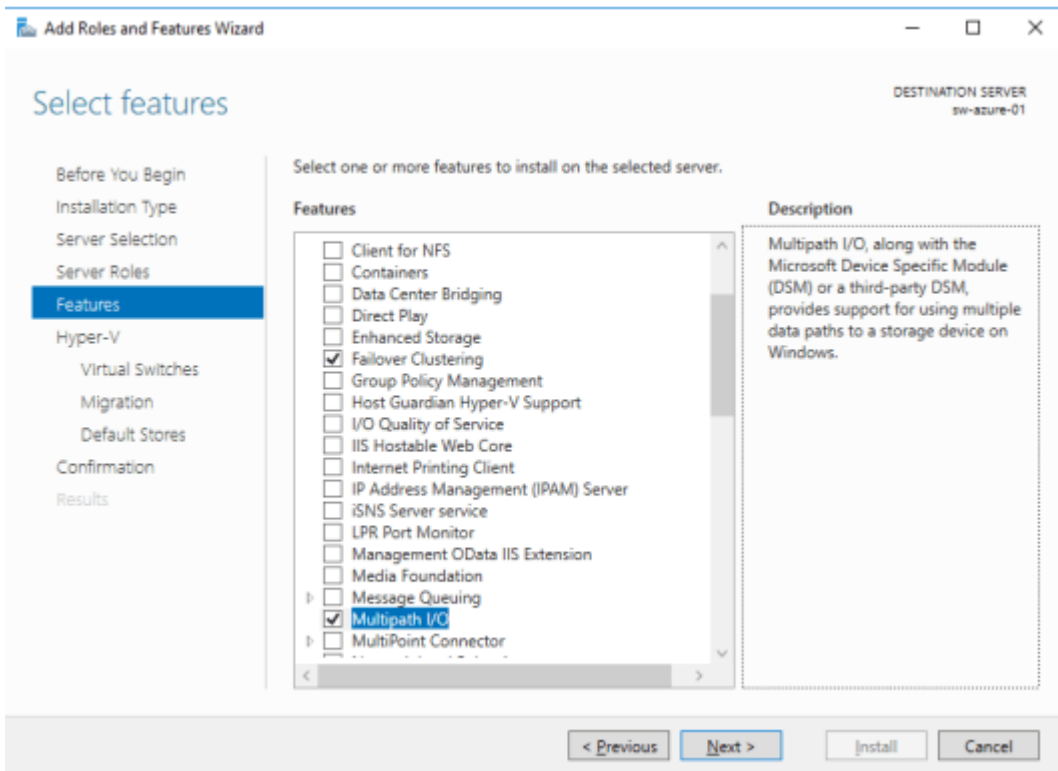 Add Roles and Features Wizard
Select features
DESTINATION SERVER
sw-azure-01
Before You Begin
Installation Type
Server Selection
Server Roles
Features
Hyper-V
Virtual Switches
Migration
Default Stores
Confirmation
Results
Select one or more features to install on the selected server.
Features
Client for NFS
Containers
Data Center Bridging
Direct Play
Enhanced Storage
Failover Clustering
Group Policy Management
Host Guardian Hyper-V Support
I/O Quality of Service
IIS Hostable Web Core
Internet Printing Client
IP Address Management (IPAM) Server
iSNS Server service
LPR Port Monitor
Management OData IIS Extension
Media Foundation
Message Queuing
Multipath I/O
MultiPoint Connector
Description
Multipath I/O, along with the
Microsoft Device Specific Module
(DSM) or a third-party DSM,
provides support for using multiple
data paths to a storage device on
Windows.
< Previous
Next >
Install
Cancel